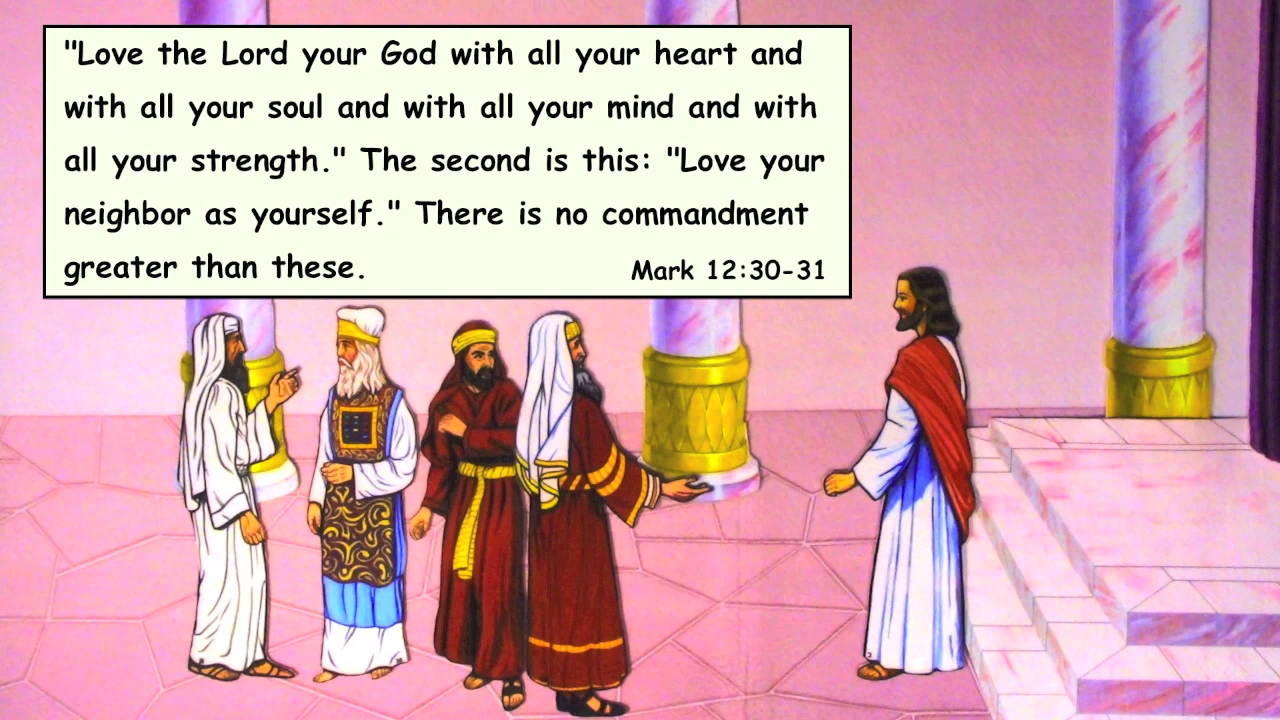 "Love the Lord your God with all your heart and
with all your soul and with all your mind and with
all your strength." The second is this: "Love your
neighbor as yourself." There is no commandment
greater than these.
Mark 12:30-31